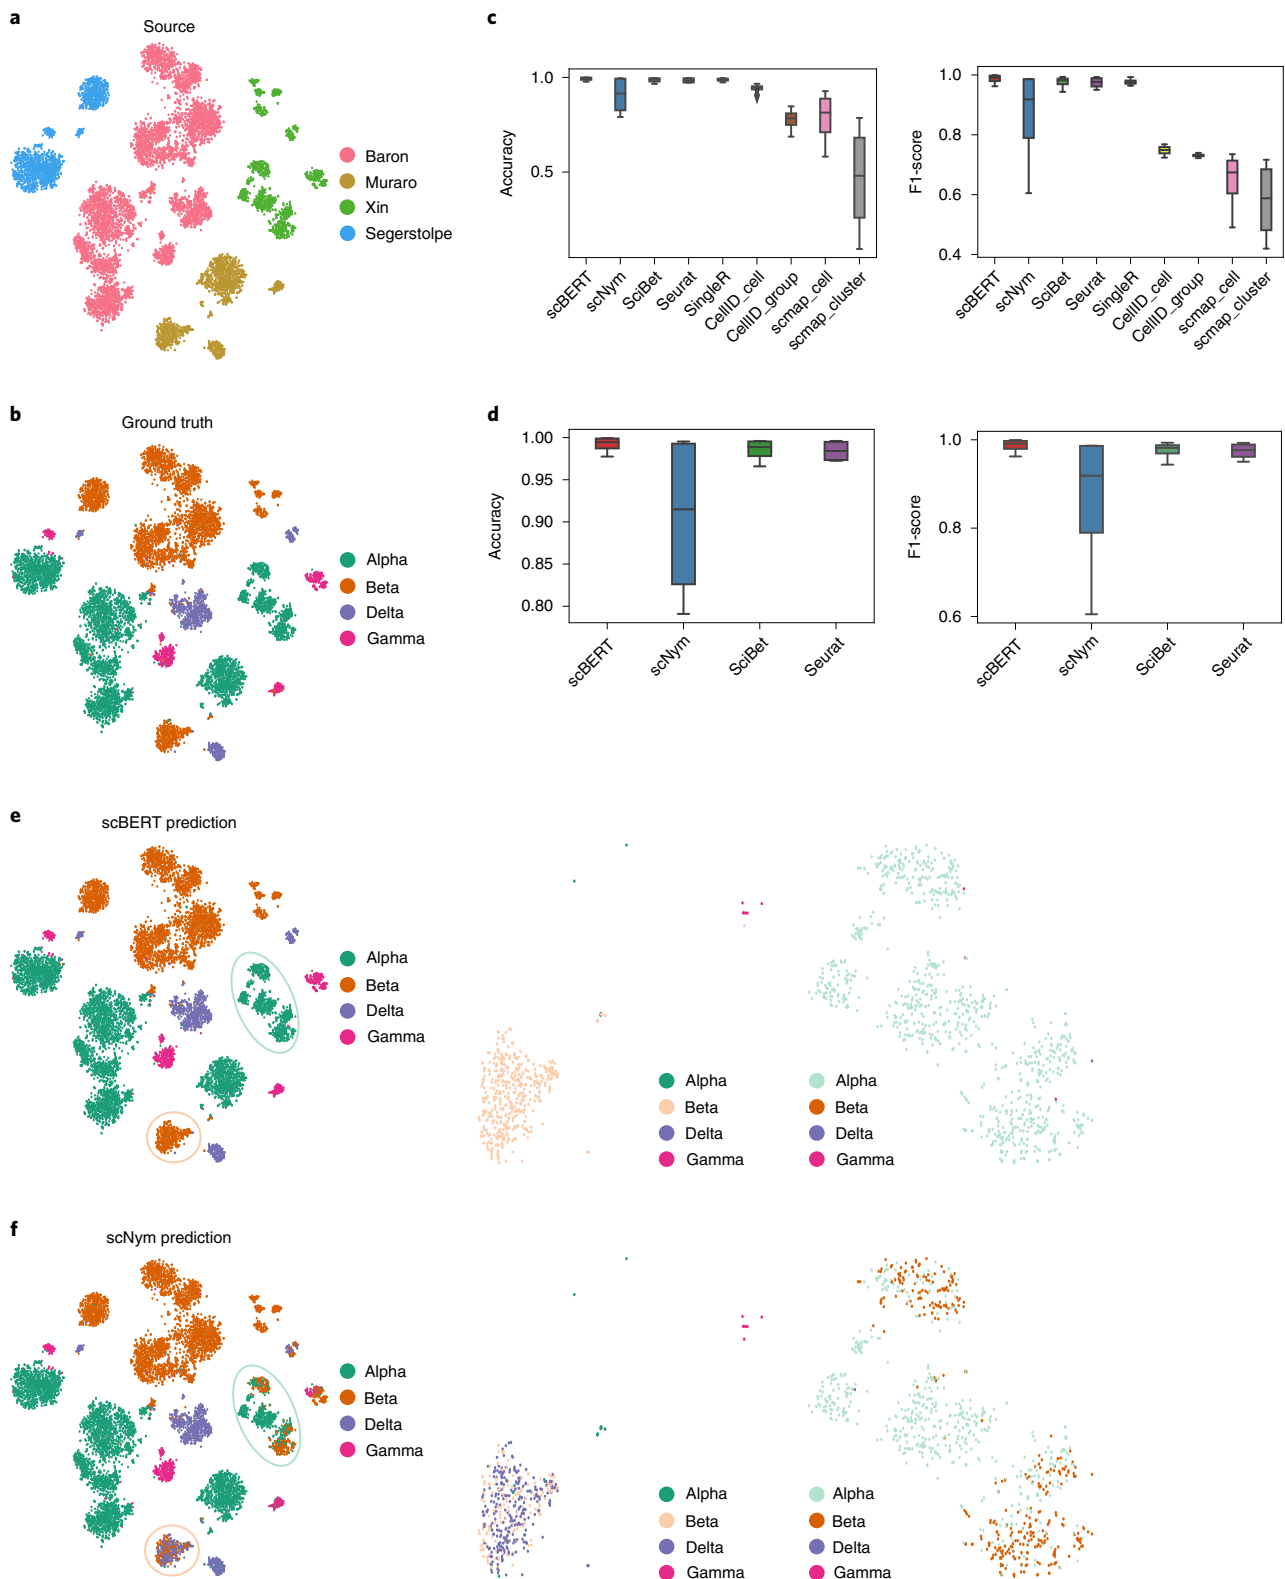 a
Source
Baron
Muraro
Xin
Segerstolpe
c
Accuracy
1.0
0.5
scBERT
scNym
SciBet
Seurat
SingleR
CellID_cell
CellID_group
scmap_cell
scmap_cluster
F1-score
1.0
0.8
0.6
0.4
scBERT
scNym
SciBet
Seurat
SingleR
CellID_cell
CellID_group
scmap_cell
scmap_cluster
b
Ground truth
Alpha
Beta
Delta
Gamma
d
Accuracy
1.00
0.95
0.90
0.85
0.80
scBERT
scNym
SciBet
Seurat
F1-score
1.0
0.8
0.6
scBERT
scNym
SciBet
Seurat
e
scBERT prediction
Alpha
Beta
Delta
Gamma
Alpha
Beta
Delta
Gamma
Alpha
Beta
Delta
Gamma
f
scNym prediction
Alpha
Beta
Delta
Gamma
Alpha
Beta
Delta
Gamma
Alpha
Beta
Delta
Gamma